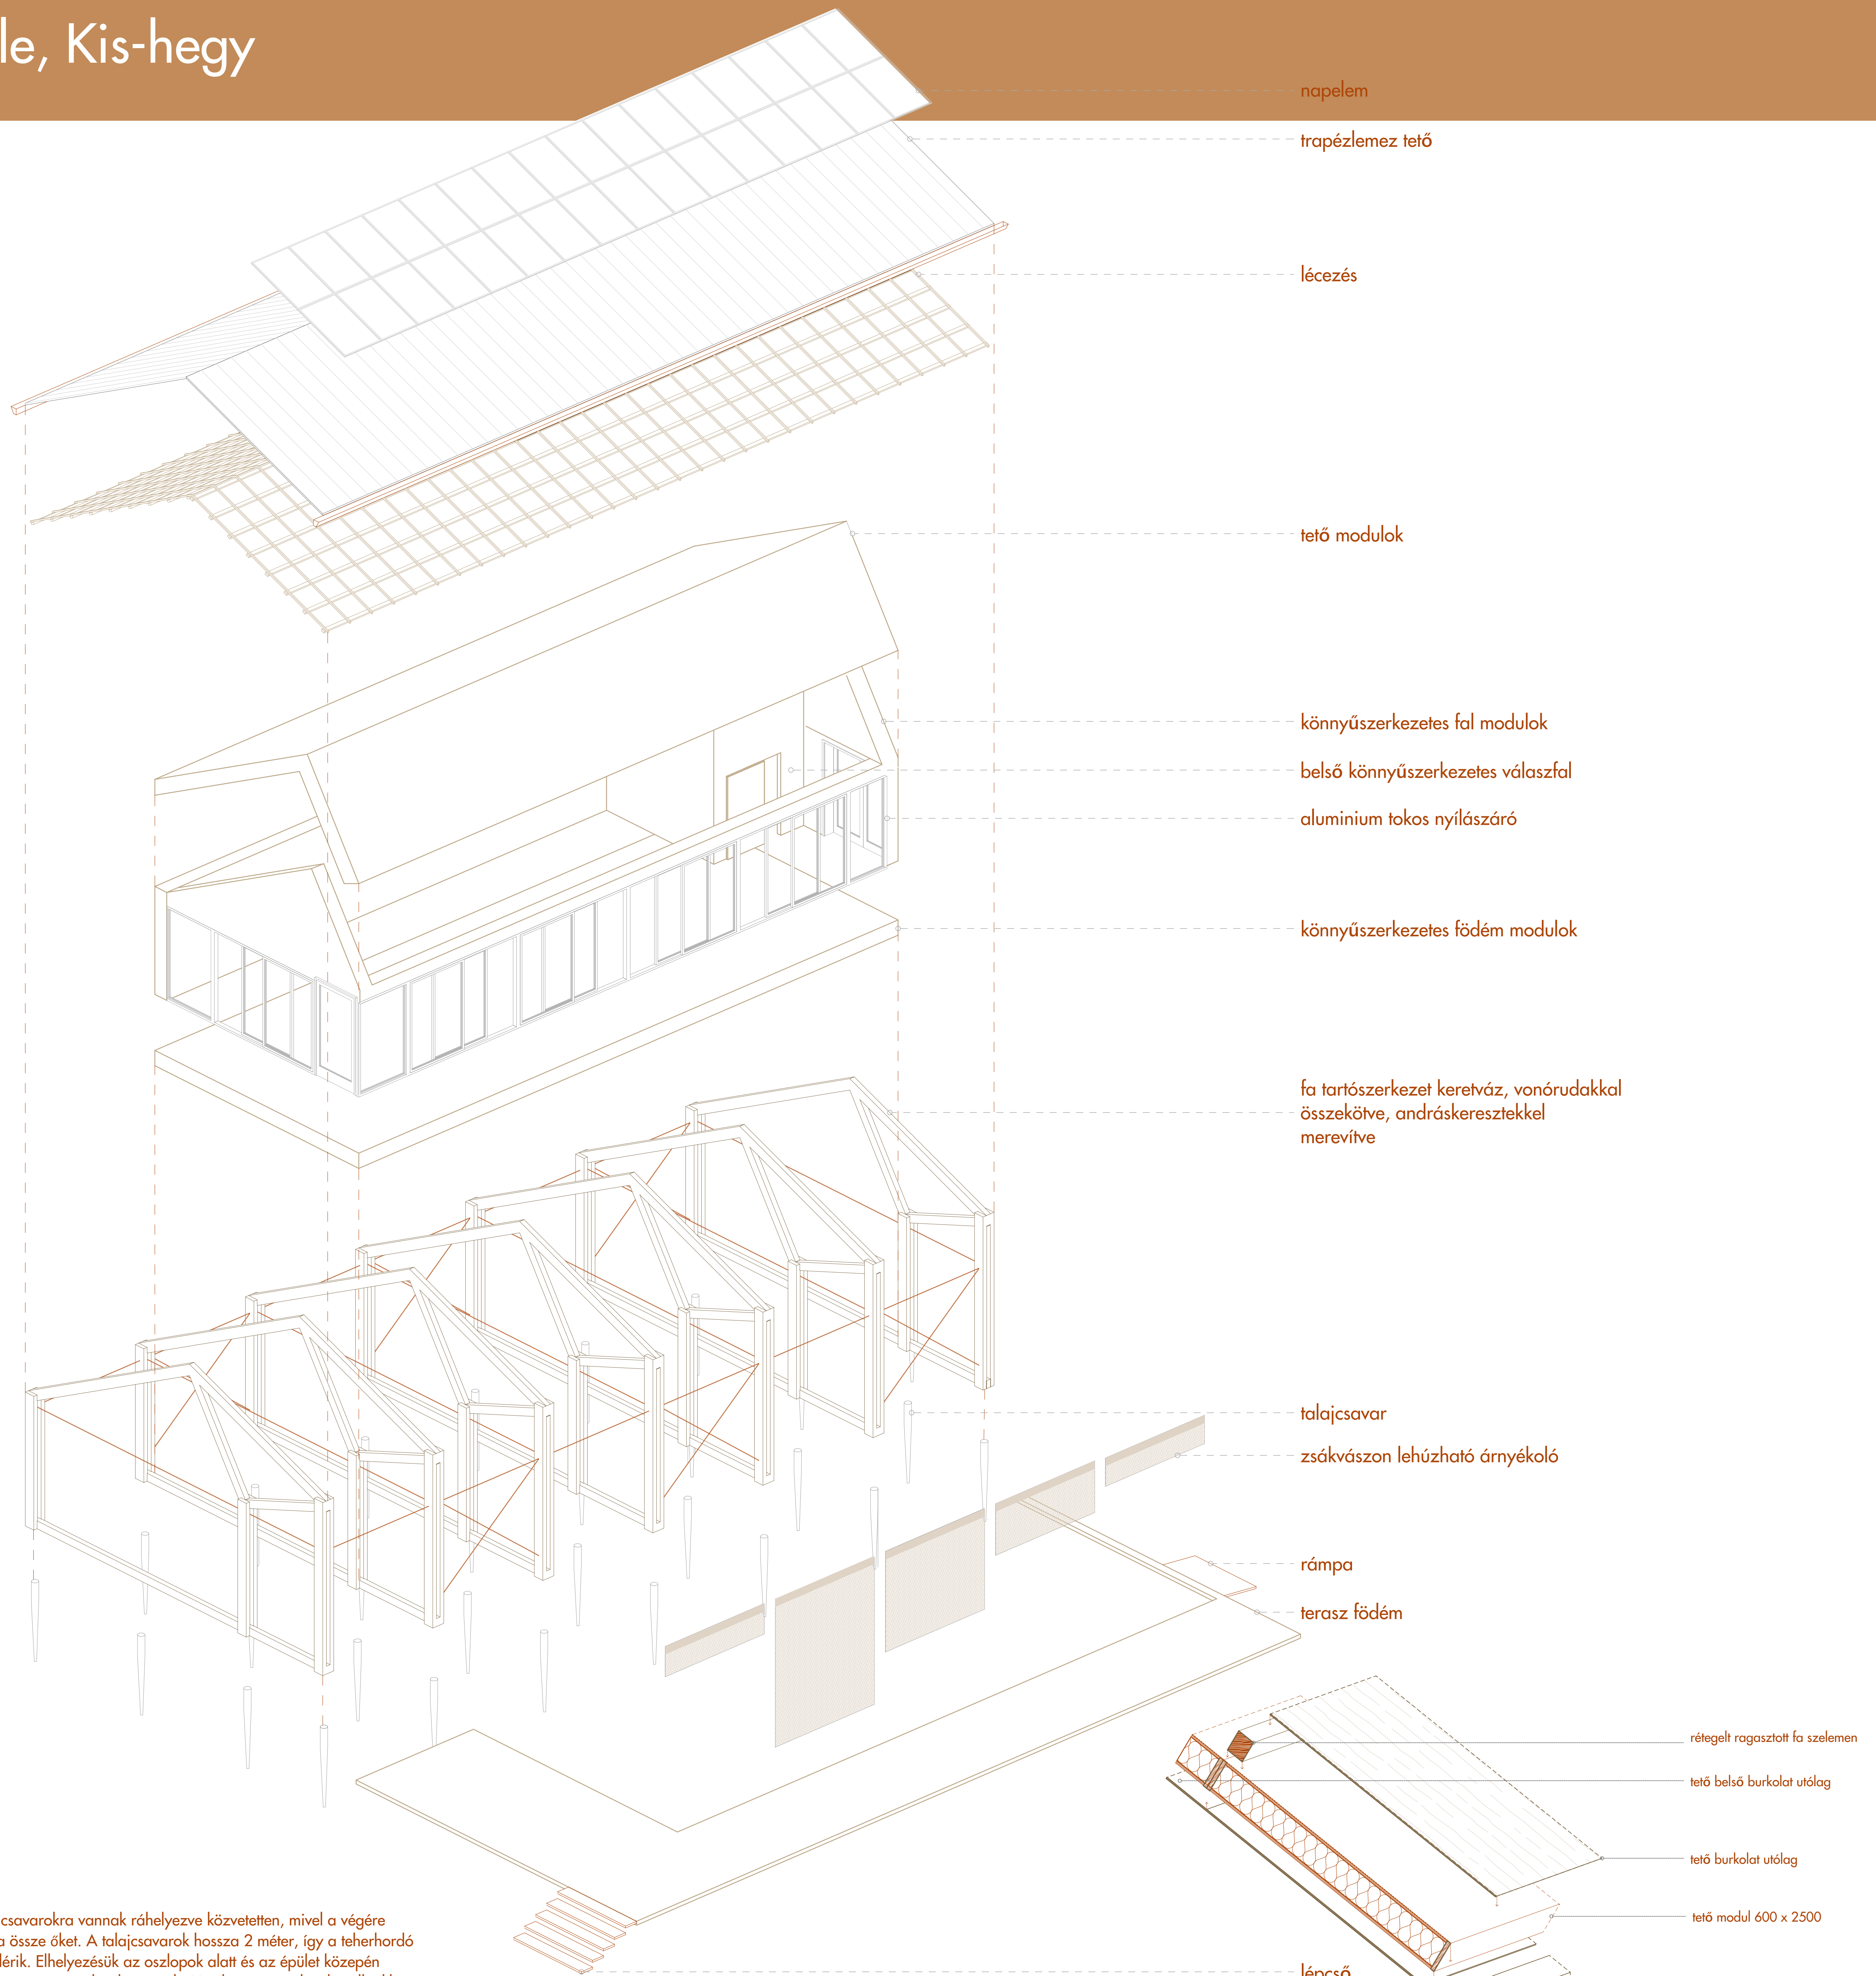 le, Kis-hegy
napelem
trapézlemez tető
lécezés
tető modulok
könnyűszerkezetes fal modulok
belső könnyűszerkezetes válaszfal
aluminium tokos nyílászáró
könnyűszerkezetes födém modulok
fa tartószerkezet keretváz, vonórudakkal
összekötve, andráskeresztekkel
merevítve
talajcsavar
zsákvászon lehúzható árnyékoló
rámpa
terasz födém
rétegelt ragasztott fa szelemen
tető belső burkolat utólag
tető burkolat utólag
tető modul 600 x 2500
csavarokra vannak ráhelyezve közvetetten, mivel a végére
a össze őket. A talajcsavarok hossza 2 méter, így a teherhordó
lérik. Elhelyezésük az oszlopok alatt és az épület közepén
lépcső